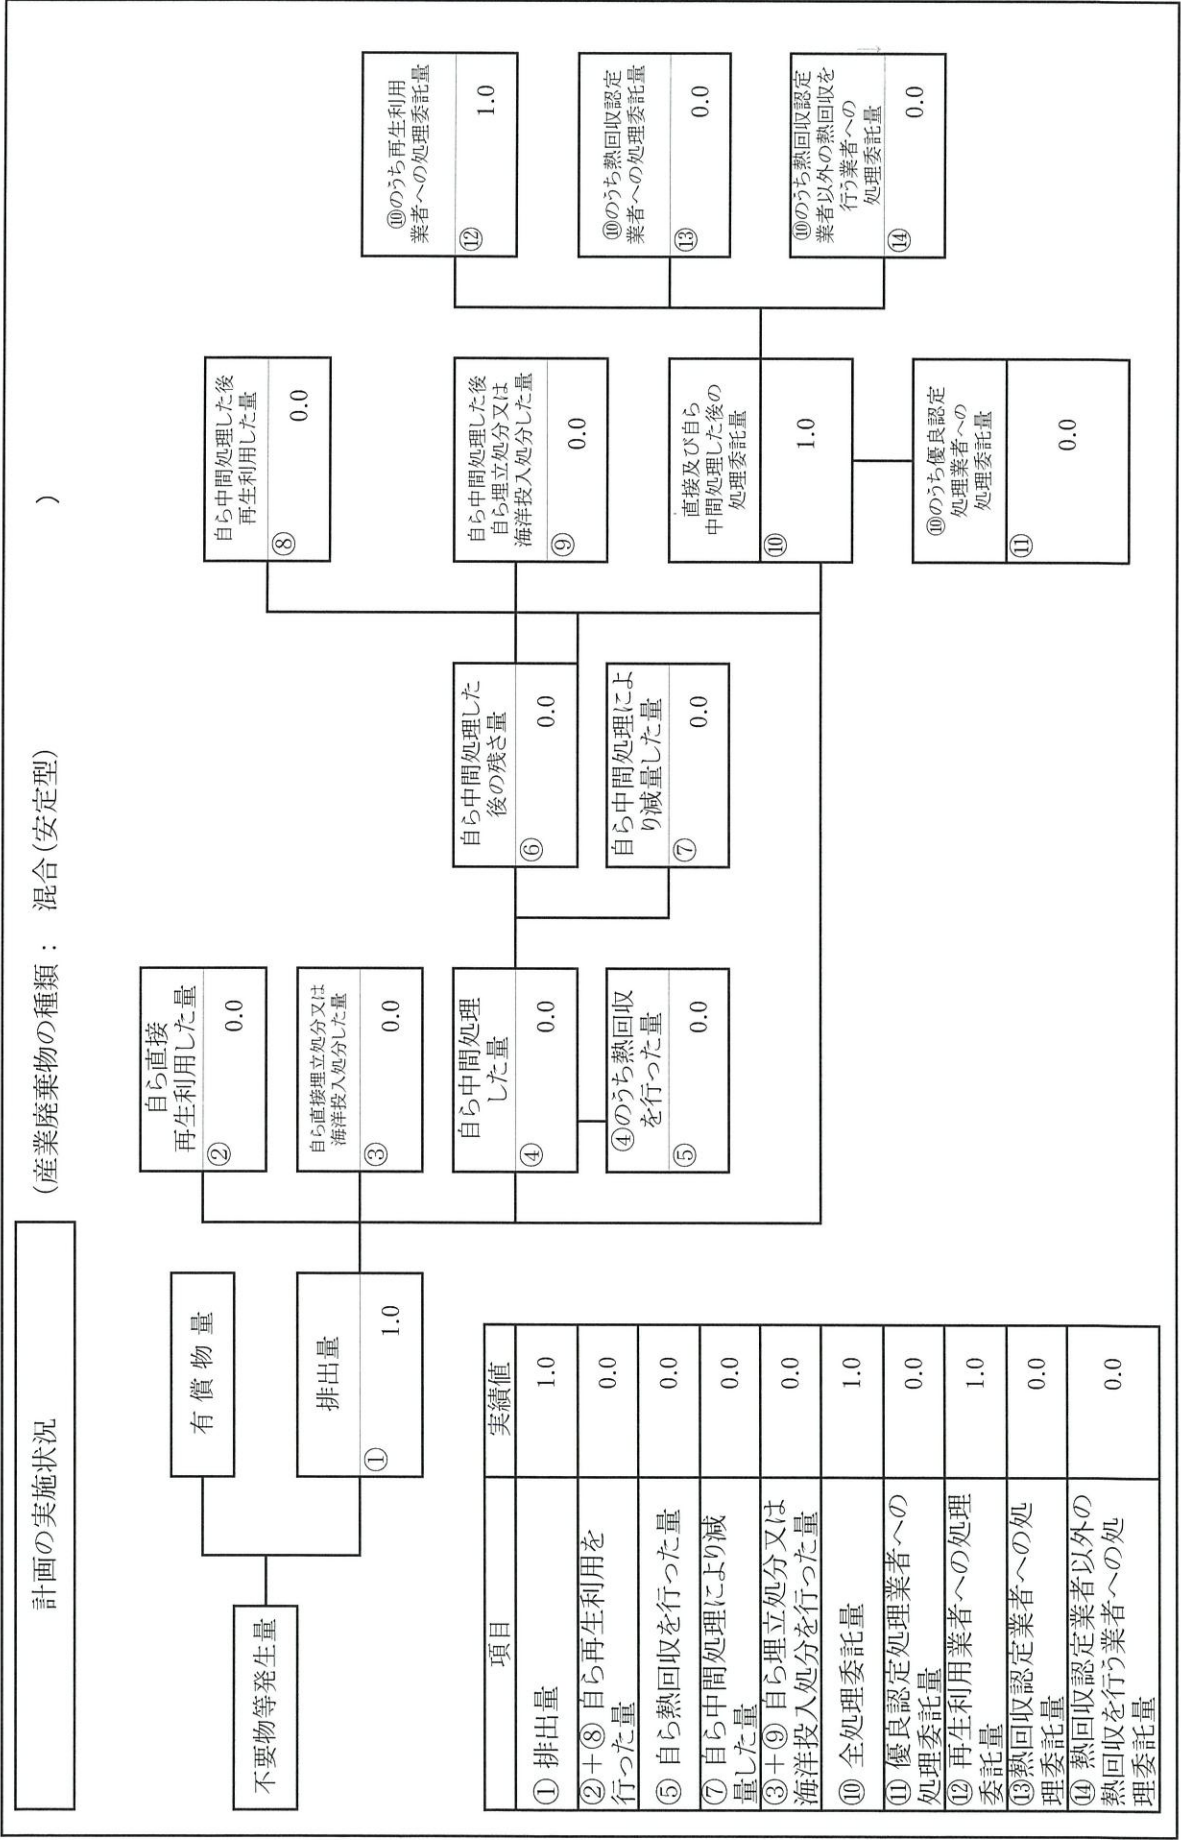 計画の実施状況
（産業廃棄物の種類： 混合（安定型） ）
不要物等発生量
有 償 物 量
排出量
① 1.0
自ら直接
再生利用した量
② 0.0
自ら直接埋立処分又は
海洋投入処分した量
③ 0.0
自ら中間処理
した量
④ 0.0
④のうち熱回収
を行った量
⑤ 0.0
自ら中間処理した
後の残さ量
⑥ 0.0
自ら中間処理によ
り減量した量
⑦ 0.0
自ら中間処理した後
再生利用した量
⑧ 0.0
自ら中間処理した後
自ら埋立処分又は
海洋投入処分した量
⑨ 0.0
直接及び自ら
中間処理した後の
処理委託量
⑩ 1.0
⑩のうち優良認定
処理業者への
処理委託量
⑪ 0.0
⑩のうち再生利用
業者への処理委託量
⑫ 1.0
⑩のうち熱回収認定
業者への処理委託量
⑬ 0.0
⑩のうち熱回収認定
業者以外の熱回収を
行う業者への
処理委託量
⑭ 0.0
項目 実績値
① 排出量 1.0
②＋⑧ 自ら再生利用を
行った量 0.0
⑤ 自ら熱回収を行った量 0.0
⑦ 自ら中間処理により減
量した量 0.0
③＋⑨ 自ら埋立処分又は
海洋投入処分を行った量 0.0
⑩ 全処理委託量 1.0
⑪ 優良認定処理業者への
処理委託量 0.0
⑫ 再生利用業者への処理
委託量 1.0
⑬熱回収認定業者への処
理委託量 0.0
⑭ 熱回収認定業者以外の
熱回収を行う業者への処
理委託量 0.0